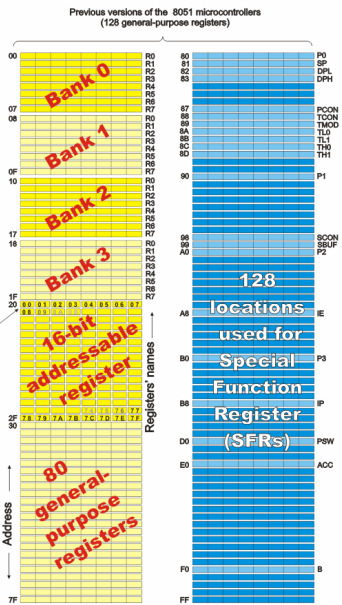 Previous versions of the 8051 microcontrollers
(128 general-purpose registers)
00
R0
R1
R2
R3
R4
R5
R6
07
R7
Bank 0
08
R0
R1
R2
R3
R4
R5
R6
0F
R7
Bank 1
10
R0
R1
R2
R3
R4
R5
R6
17
R7
Bank 2
18
R0
R1
R2
R3
R4
R5
R6
1F
R7
Bank 3
20
00 01 02 03 04 05 06 07
08 09
16-bit
addressable
register
77
2F
78 79 7A 7B 7C 7D 7E 7F
30
80
general-
purpose
registers
7F
Address
Registers' names
80 P0
81 SP
82 DPL
83 DPH
87 PCON
88 TCON
89 TMOD
8A TL0
8B TL1
8C TH0
8D TH1
90 P1
98 SCON
99 SBUF
A0 P2
A8 IE
B0 P3
B8 IP
D0 PSW
E0 ACC
F0 B
FF
128
locations
used for
Special
Function
Register
(SFRs)